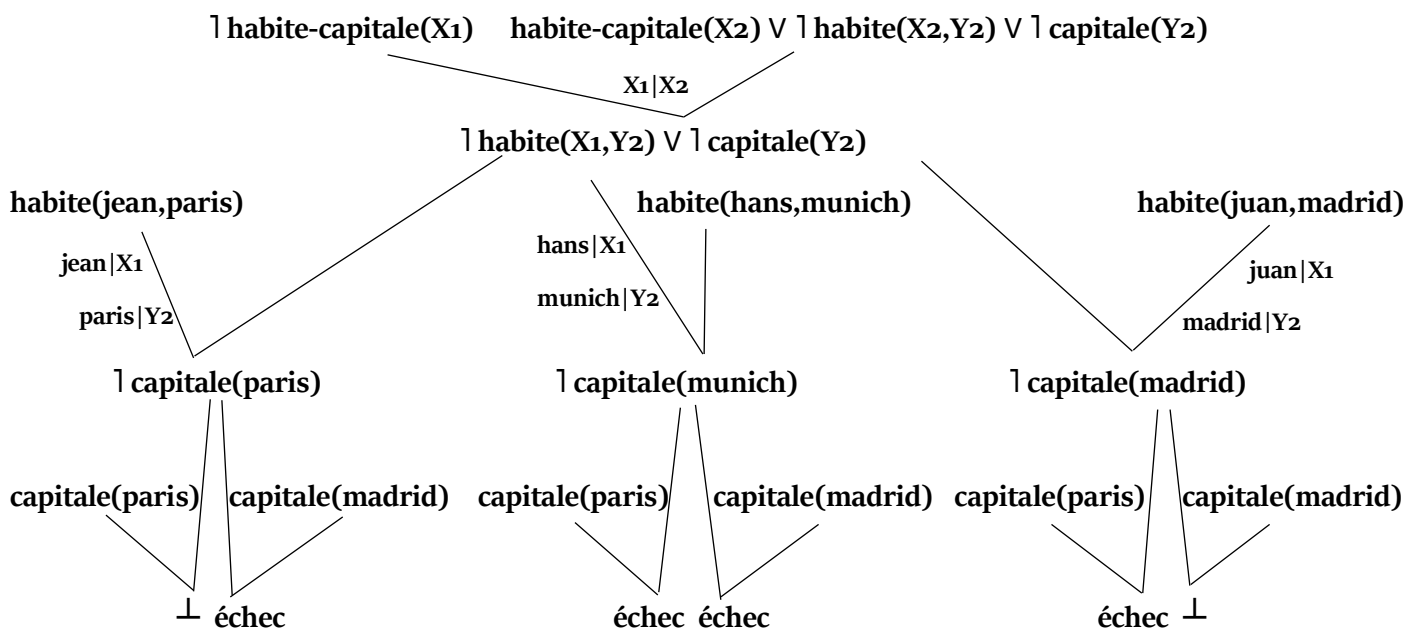 ⅂habite-capitale(X1) habite-capitale(X2) ∨ ⅂habite(X2,Y2) ∨ ⅂capitale(Y2)
X1|X2
⅂habite(X1,Y2) ∨ ⅂capitale(Y2)
habite(jean,paris) habite(hans,munich) habite(juan,madrid)
hans|X1
jean|X1 juan|X1
munich|Y2
paris|Y2 madrid|Y2
⅂capitale(paris) ⅂capitale(munich) ⅂capitale(madrid)
capitale(paris) capitale(madrid) capitale(paris) capitale(madrid) capitale(paris) capitale(madrid)
⊥ échec échec échec échec ⊥